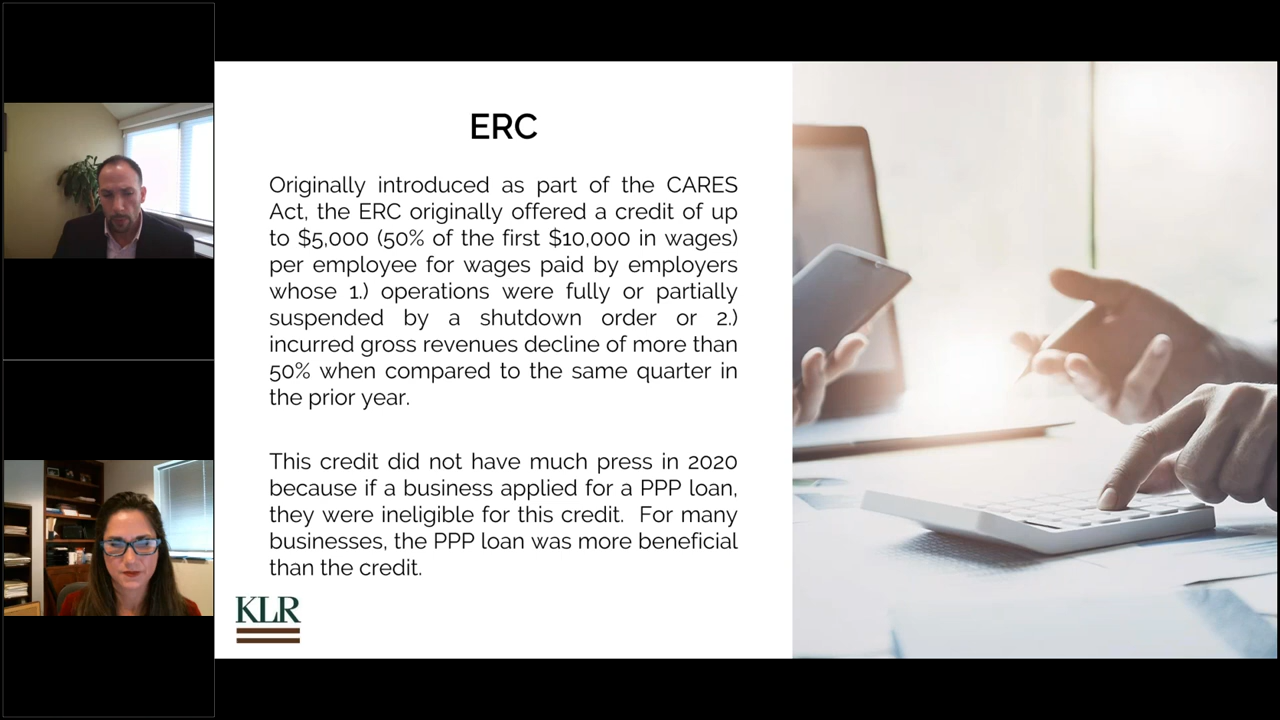 ERC
Originally introduced as part of the CARES
Act, the ERC originally offered a credit of up
to $5,000 (50% of the first $10,000 in wages)
per employee for wages paid by employers
whose 1.) operations were fully or partially
suspended by a shutdown order or 2.)
incurred gross revenues decline of more than
50% when compared to the same quarter in
the prior year.
This credit did not have much press in 2020
because if a business applied for a PPP loan,
they were ineligible for this credit. For many
businesses, the PPP loan was more beneficial
than the credit.
KLR